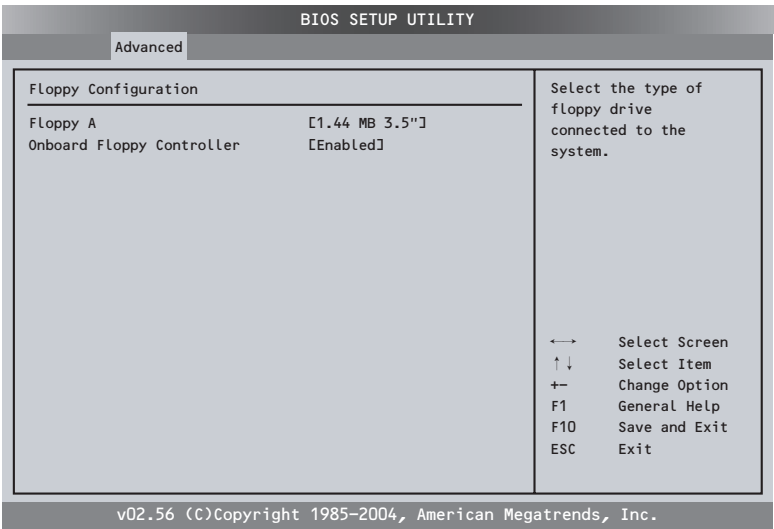 BIOS SETUP UTILITY
Advanced
Floppy Configuration
Floppy A [1.44 MB 3.5"]
Onboard Floppy Controller [Enabled]
Select the type of
floppy drive
connected to the
system.
←→ Select Screen
↑↓ Select Item
+- Change Option
F1 General Help
F10 Save and Exit
ESC Exit
v02.56 (C)Copyright 1985-2004, American Megatrends, Inc.